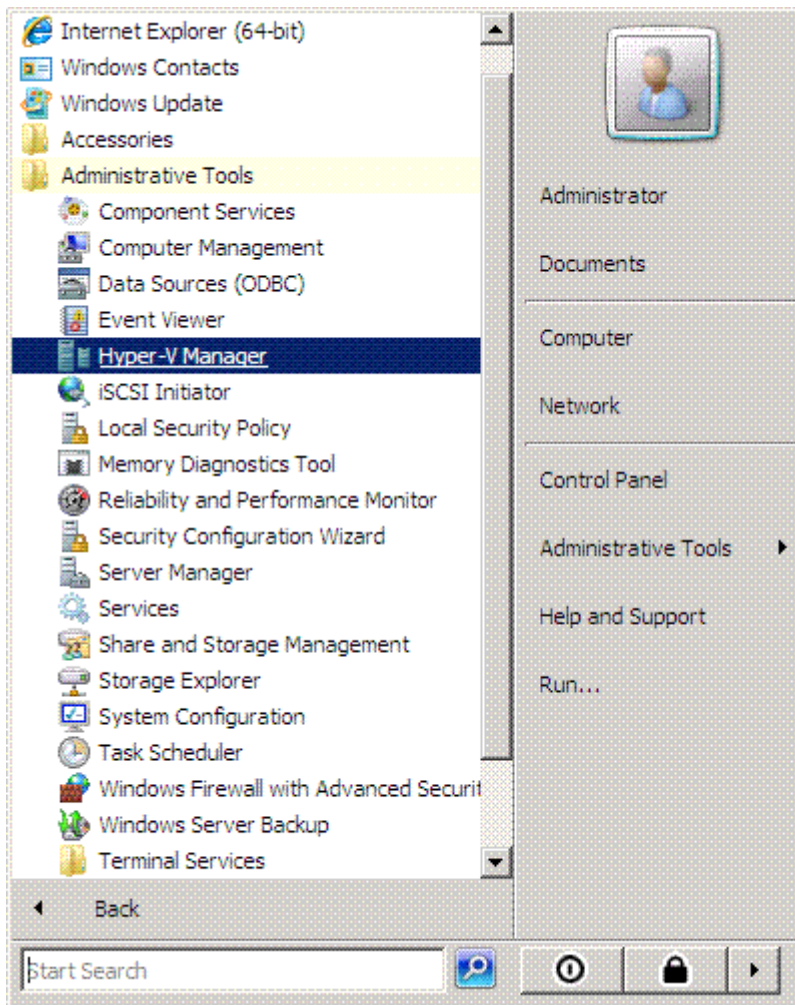 Internet Explorer (64-bit)
Windows Contacts
Windows Update
Accessories
Administrative Tools
Component Services
Computer Management
Data Sources (ODBC)
Event Viewer
Hyper-V Manager
iSCSI Initiator
Local Security Policy
Memory Diagnostics Tool
Reliability and Performance Monitor
Security Configuration Wizard
Server Manager
Services
Share and Storage Management
Storage Explorer
System Configuration
Task Scheduler
Windows Firewall with Advanced Securit
Windows Server Backup
Terminal Services
Back
Start Search
Administrator
Documents
Computer
Network
Control Panel
Administrative Tools
Help and Support
Run...